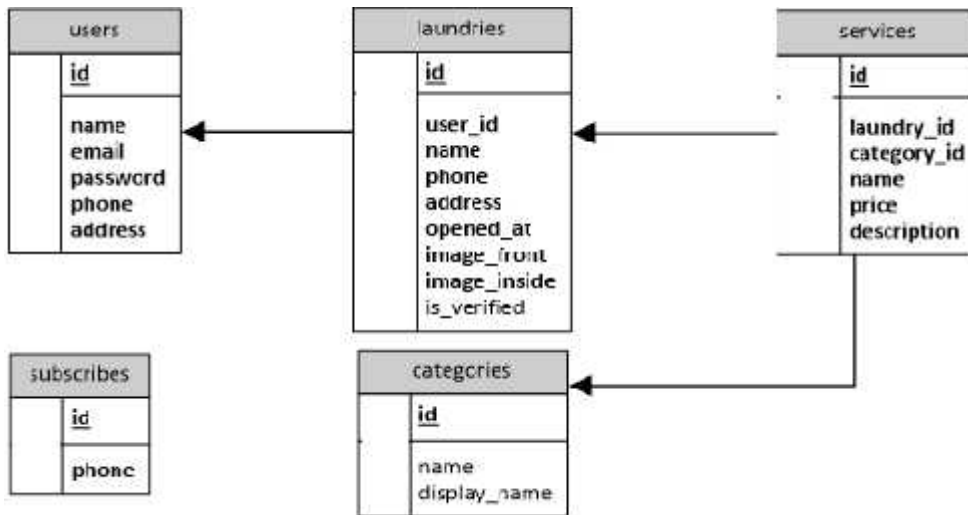 users
id
name
email
password
phone
address
laundries
id
user_id
name
phone
address
opened_at
image_front
image_inside
is_verified
services
id
laundry_id
category_id
name
price
description
subscribes
id
phone
categories
id
name
display_name